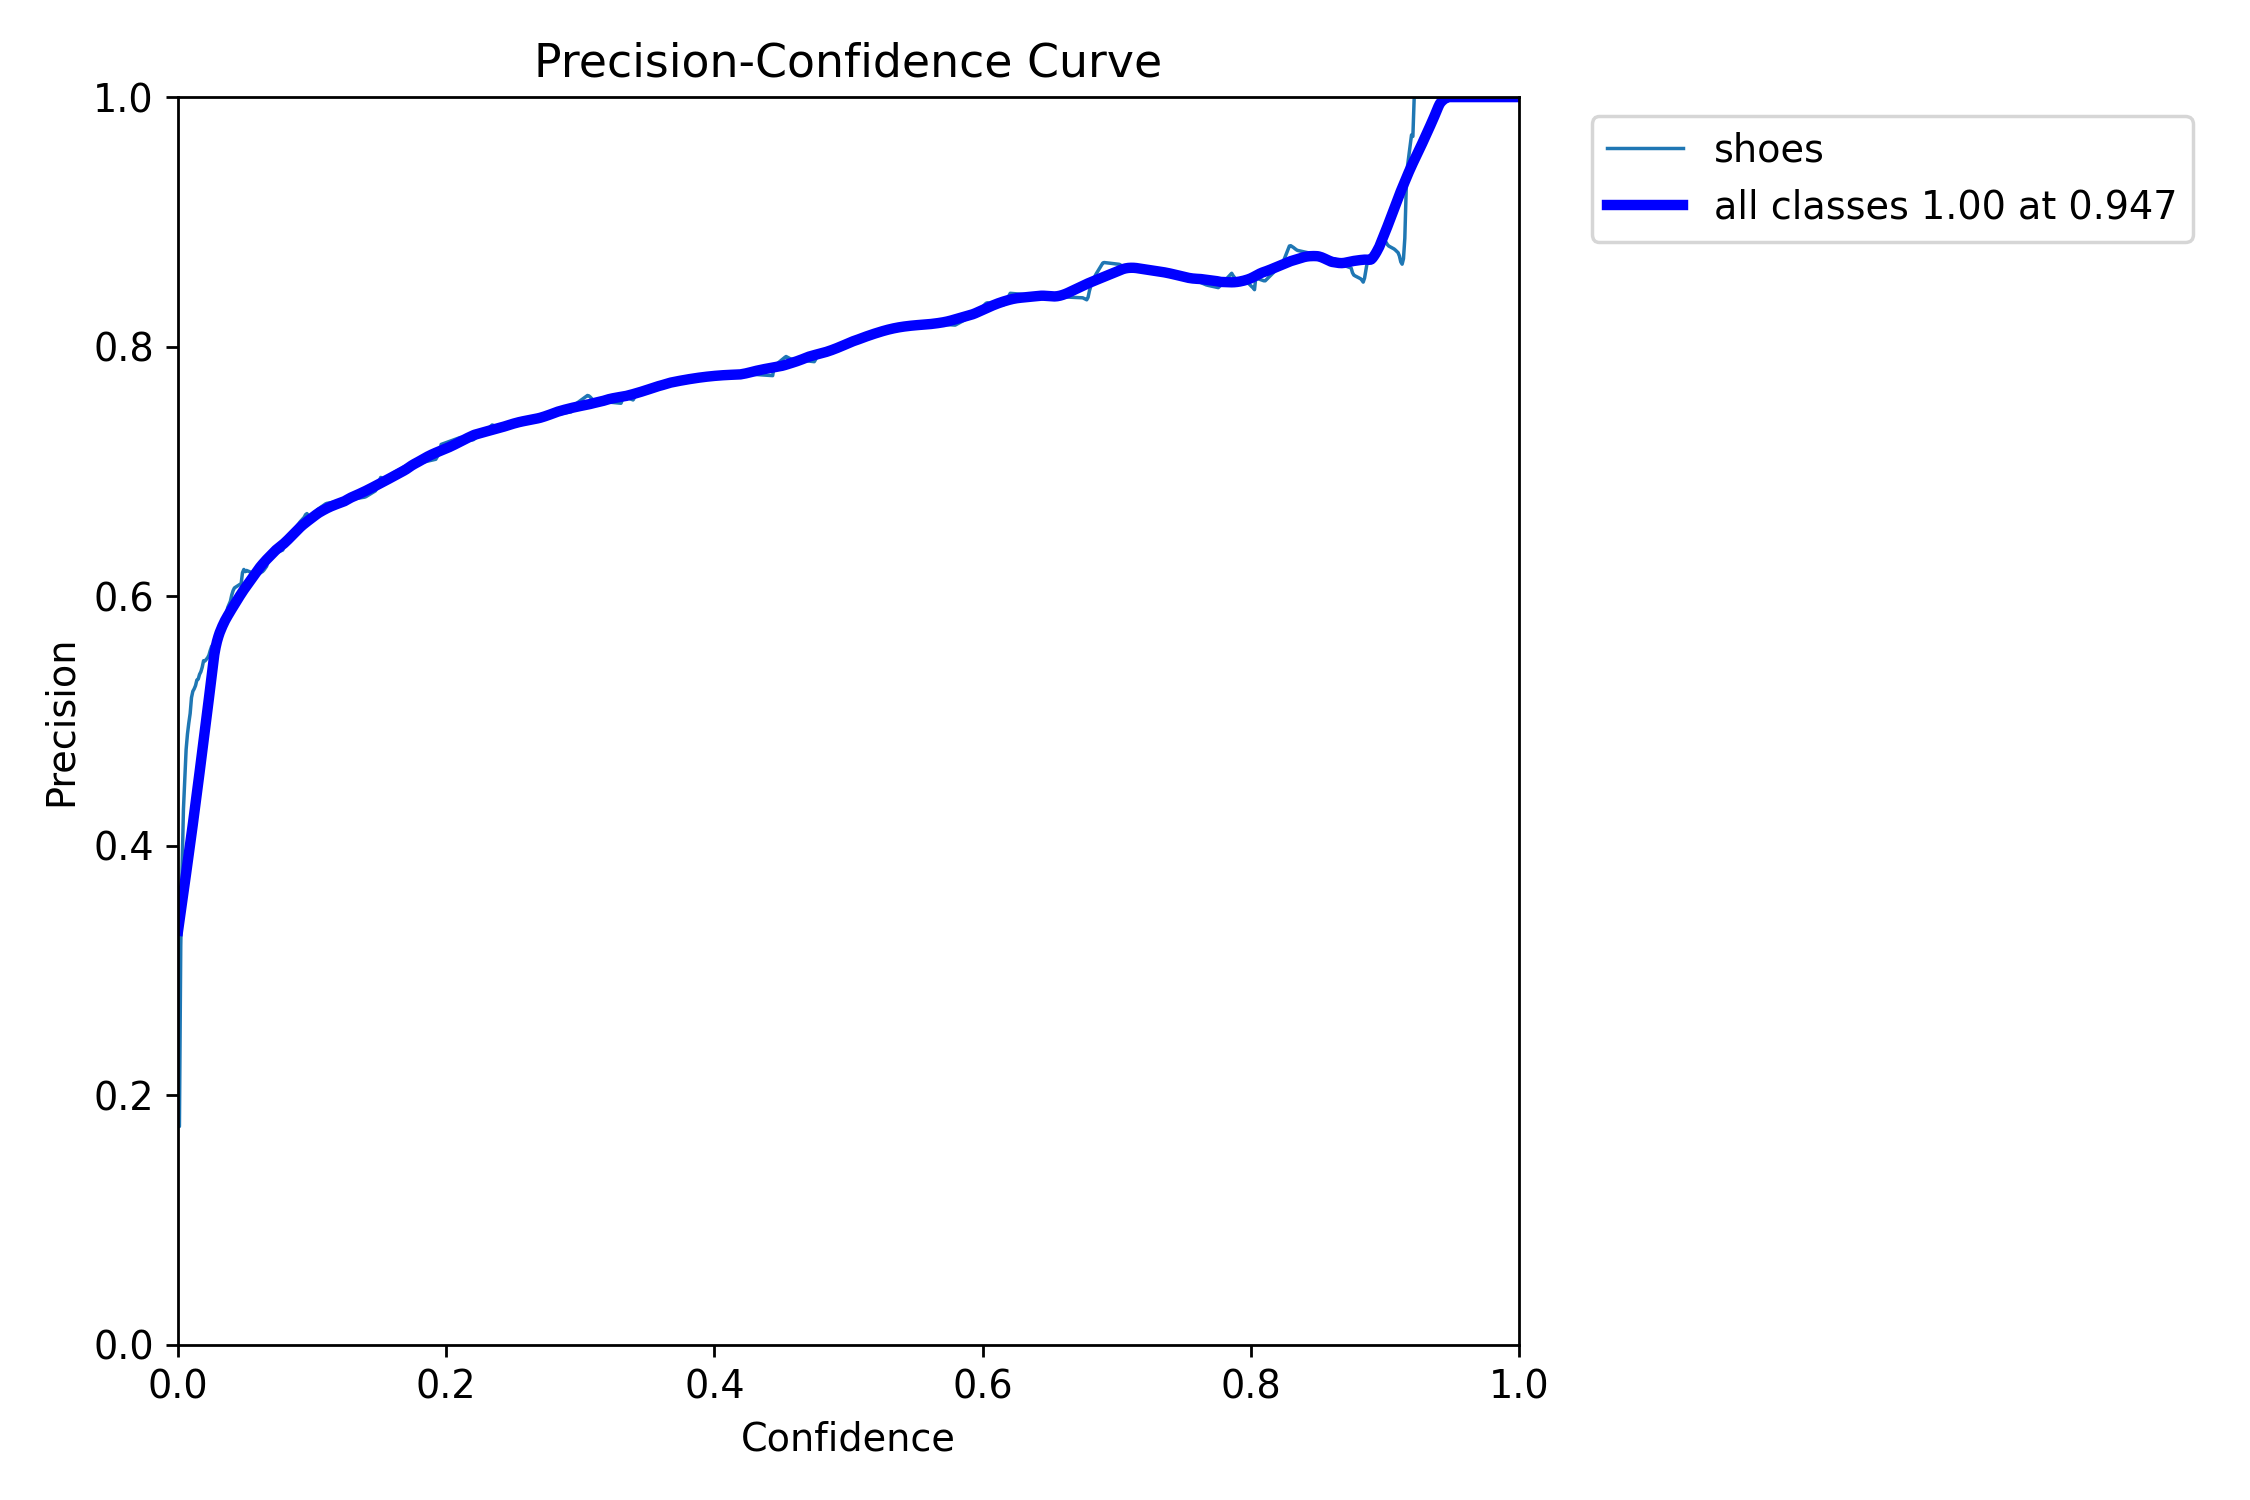 Precision-Confidence Curve
1.0
0.8
0.6
0.4
0.2
0.0
Precision
0.0 0.2 0.4 0.6 0.8 1.0
Confidence
shoes
all classes 1.00 at 0.947